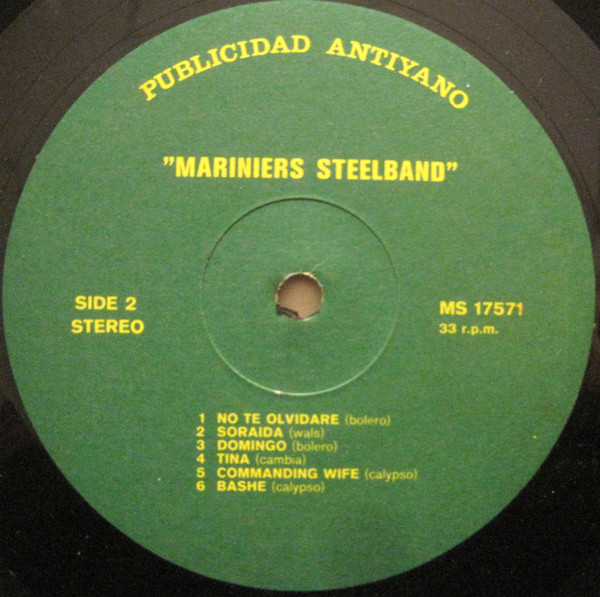 PUBLICIDAD ANTIYANO
"MARINIERS STEELBAND"
SIDE 2
STEREO
MS 17571
33 r.p.m.
1 NO TE OLVIDARE (bolero)
2 SORAIDA (wals)
3 DOMINGO (bolero)
4 TINA (cambia)
5 COMMANDING WIFE (calypso)
6 BASHE (calypso)